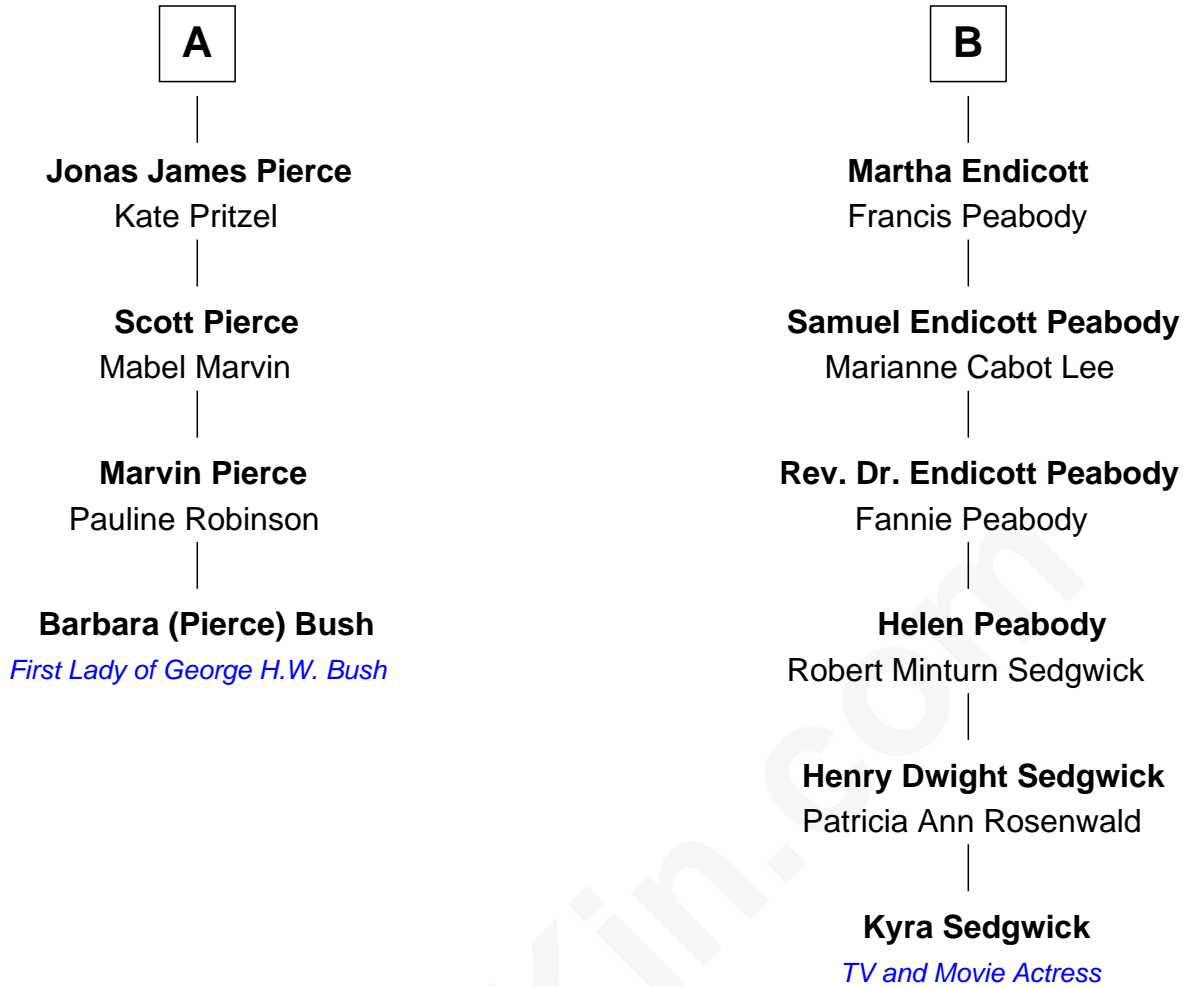 A
Jonas James Pierce
Kate Pritzel
Scott Pierce
Mabel Marvin
Marvin Pierce
Pauline Robinson
Barbara (Pierce) Bush
First Lady of George H.W. Bush
B
Martha Endicott
Francis Peabody
Samuel Endicott Peabody
Marianne Cabot Lee
Rev. Dr. Endicott Peabody
Fannie Peabody
Helen Peabody
Robert Minturn Sedgwick
Henry Dwight Sedgwick
Patricia Ann Rosenwald
Kyra Sedgwick
TV and Movie Actress